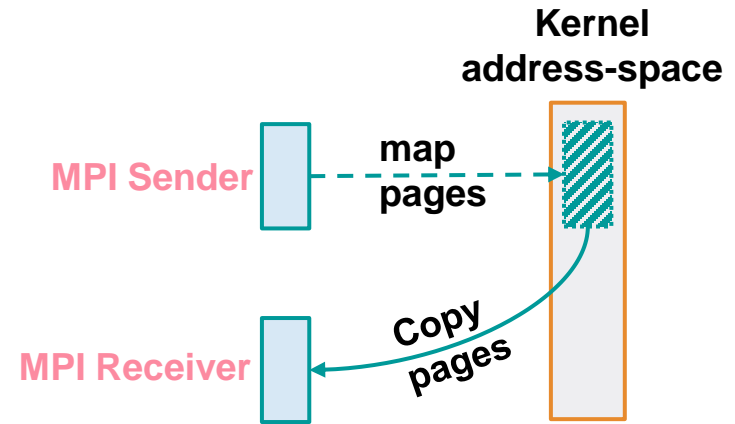 Kernel
address-space
MPI Sender
map
pages
Copy
pages
MPI Receiver